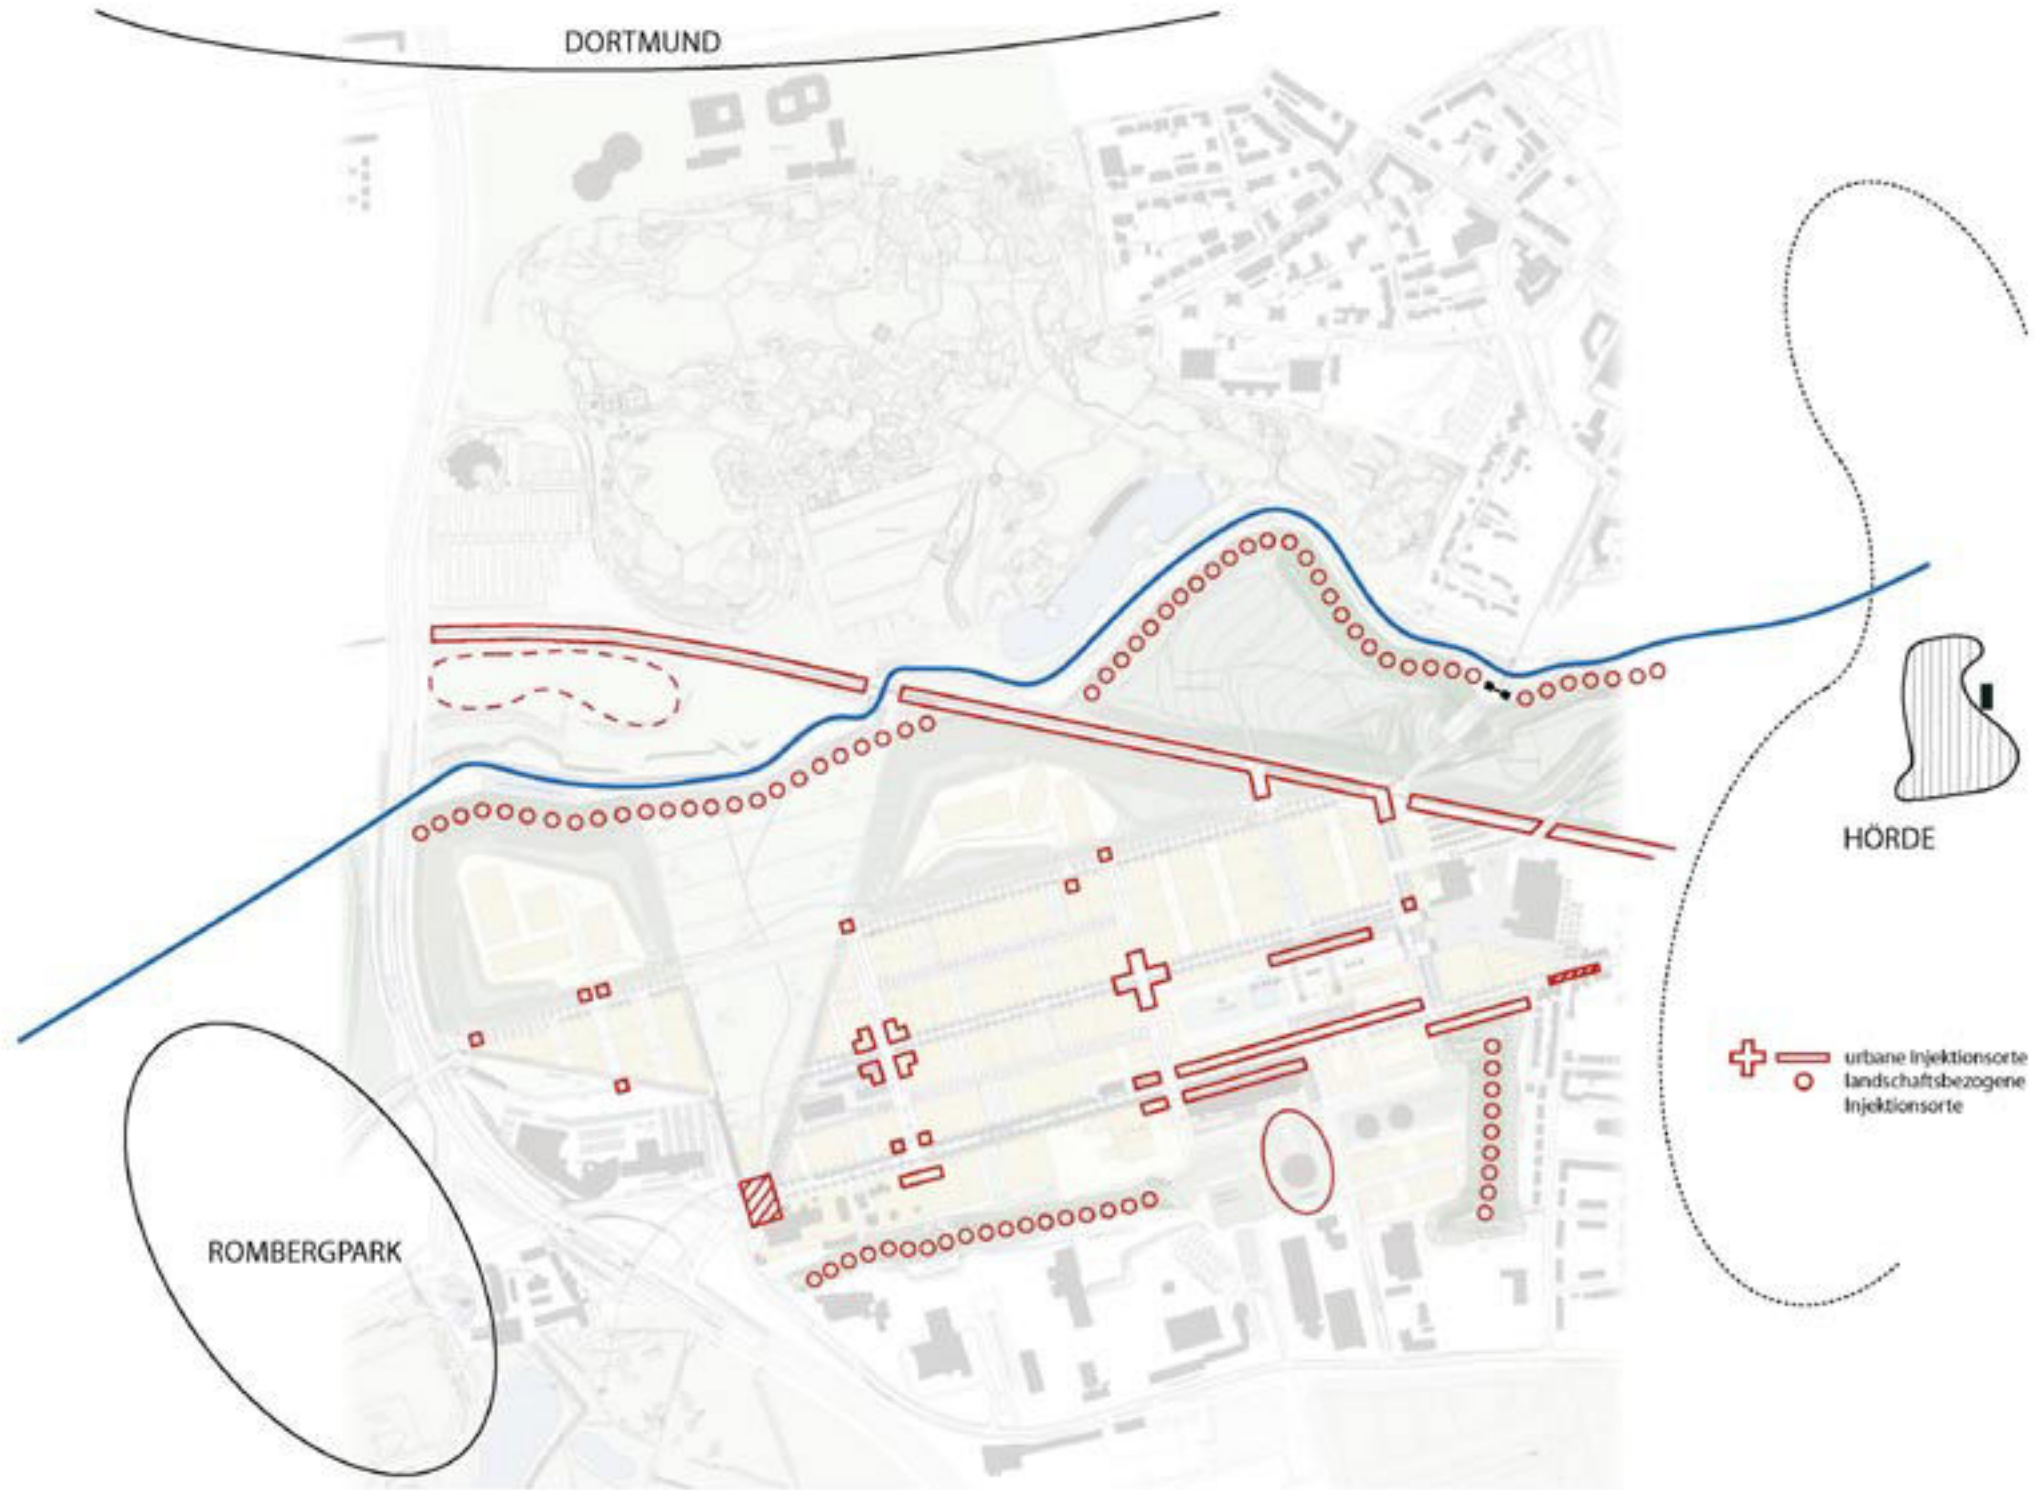 DORTMUND
HÖRDE
urbane Injektionsorte
landschaftsbezogene
Injektionsorte
ROMBERGPARK